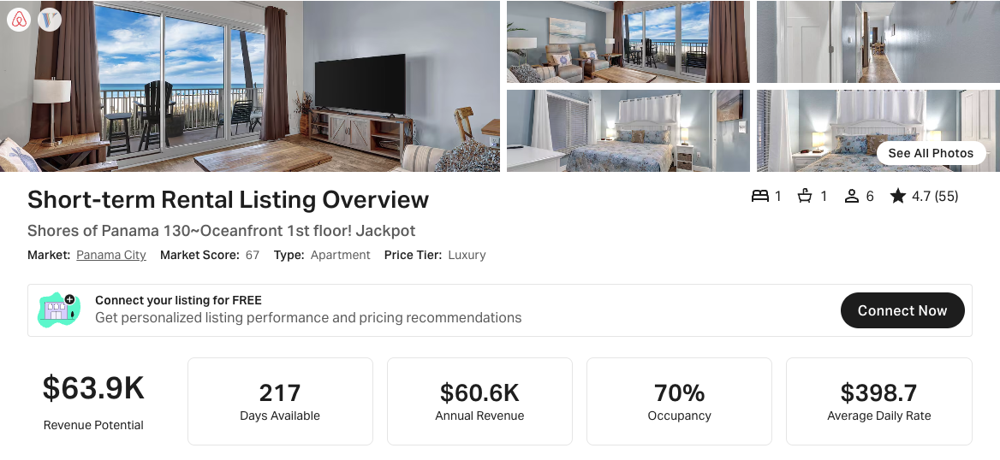 See All Photos
Short-term Rental Listing Overview
1 1 6 4.7 (55)
Shores of Panama 130~Oceanfront 1st floor! Jackpot
Market: Panama City Market Score: 67 Type: Apartment Price Tier: Luxury
Connect your listing for FREE
Get personalized listing performance and pricing recommendations
Connect Now
$63.9K
Revenue Potential
217
Days Available
$60.6K
Annual Revenue
70%
Occupancy
$398.7
Average Daily Rate